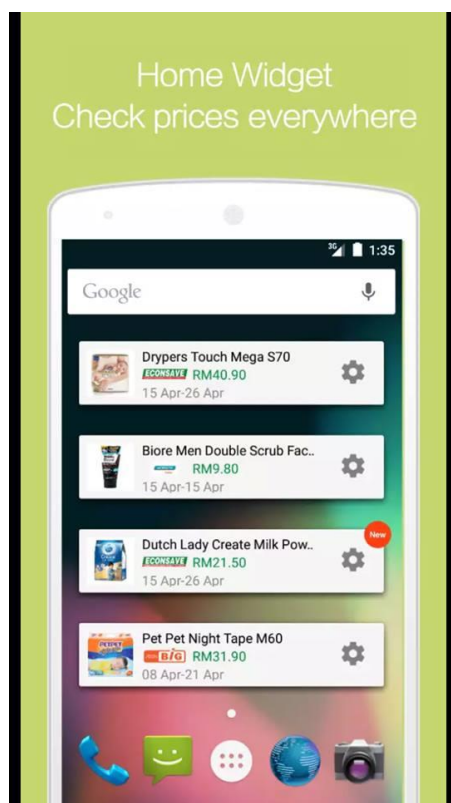 Home Widget
Check prices everywhere
3G 1:35
Google
Drypers Touch Mega S70
ECONSAVE RM40.90
15 Apr-26 Apr
Biore Men Double Scrub Fac..
RM9.80
15 Apr-15 Apr
New
Dutch Lady Create Milk Pow..
ECONSAVE RM21.50
15 Apr-26 Apr
Pet Pet Night Tape M60
BIG RM31.90
08 Apr-21 Apr